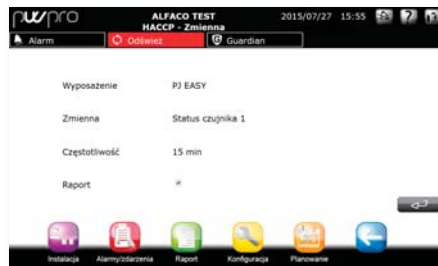 pwpro ALFACO TEST 2015/07/27 15:55 ?
HACCP - Zmienna
Alarm Odśwież Guardian
Wyposażenie PJ EASY
Zmienna Status czujnika 1
Częstotliwość 15 min
Raport
Instalacja Alarmy/zdarzenia Raport Konfiguracja Planowanie